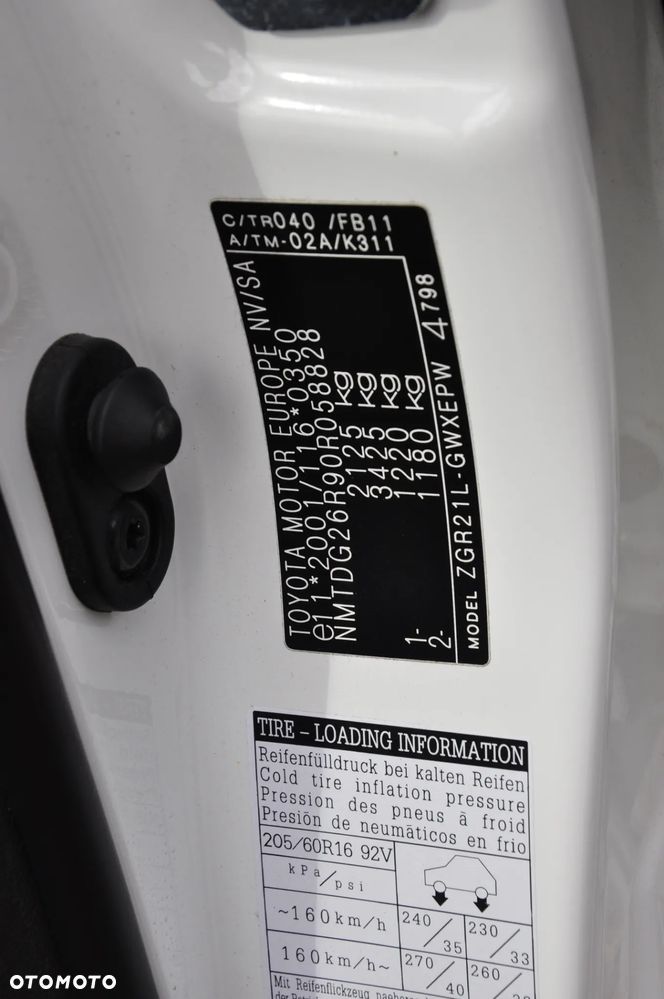 C/TR040 /FB11
A/TM-02A/K311
TOYOTA MOTOR EUROPE NV/SA
e11*2001/116*0350
NMTDG26R90R058828
2125 kg
3425 kg
1- 1220 kg
2- 1180 kg
MODEL ZGR21L-GWXEPW 4798
TIRE – LOADING INFORMATION
Reifenfülldruck bei kalten Reifen
Cold tire inflation pressure
Pression des pneus à froid
Presión de neumáticos en frio
205/60R16 92V
kPa/psi
~160km/h 240/35 230/33
160km/h~ 270/40 260
Mit Reifenflickzeug
OTOMOTO